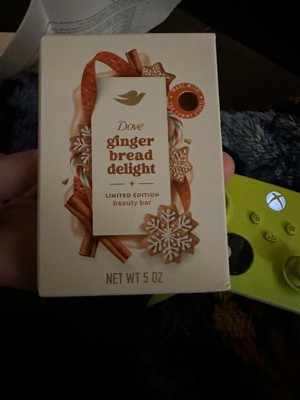 Dove
ginger
bread
delight
LIMITED EDITION
beauty bar
NET WT 5 OZ